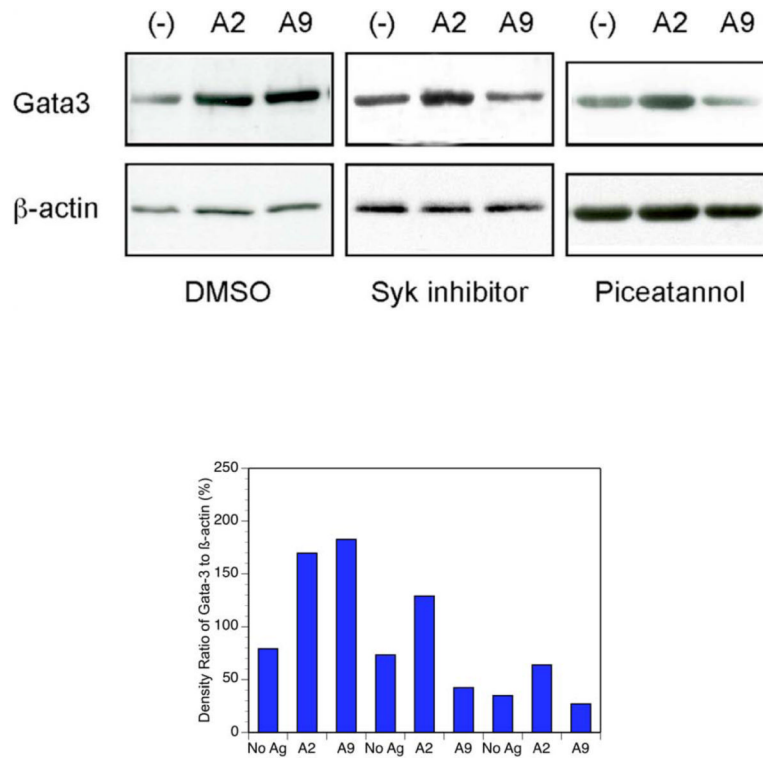 (-) A2 A9 (-) A2 A9 (-) A2 A9
Gata3
β-actin
DMSO Syk inhibitor Piceatannol
Density Ratio of Gata-3 to ß-actin (%)
250
200
150
100
50
0
No Ag A2 A9 No Ag A2 A9 No Ag A2 A9